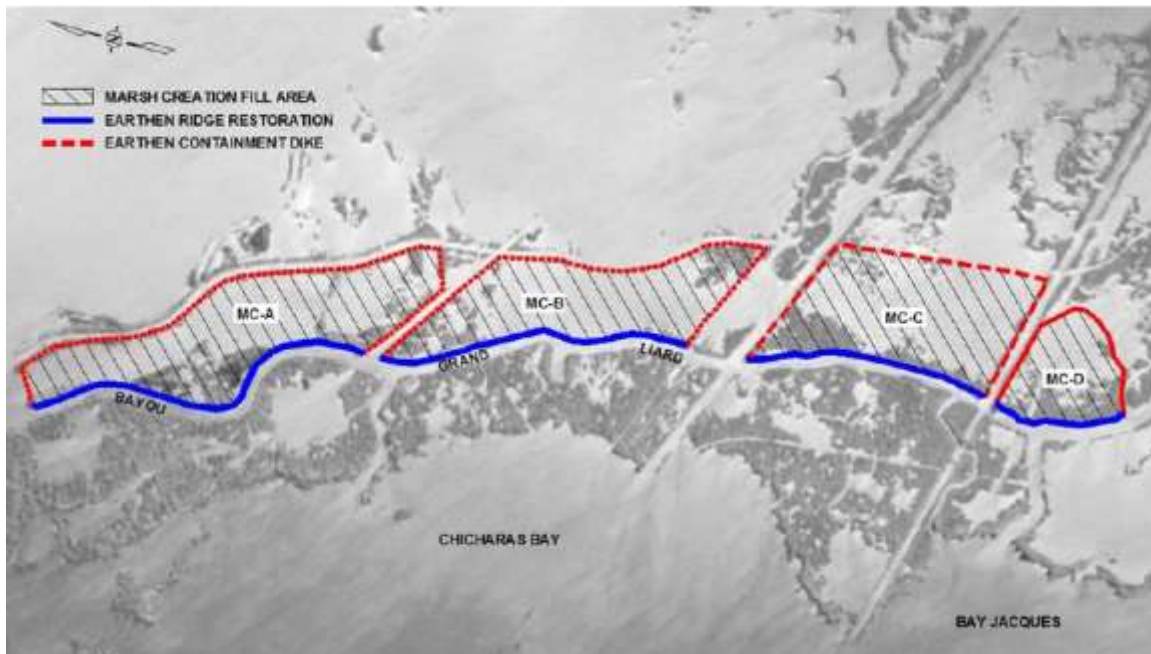 MARSH CREATION FILL AREA
EARTHEN RIDGE RESTORATION
EARTHEN CONTAINMENT DIKE
MC-A
MC-B
MC-C
MC-D
BAYOU
GRAND
LIARD
CHICHARAS BAY
BAY JACQUES